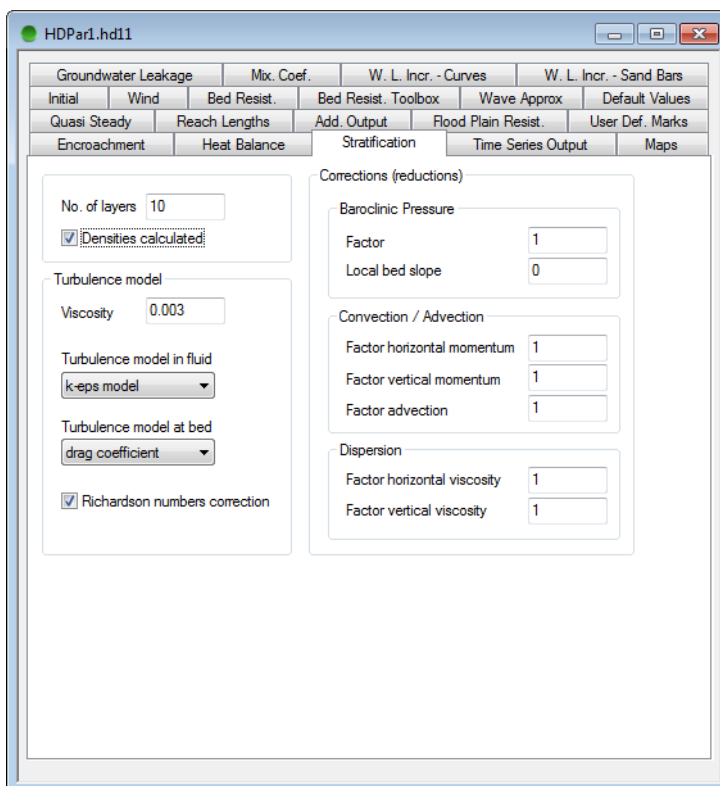 HDPar1.hd11
Groundwater Leakage Mix. Coef. W. L. Incr. - Curves W. L. Incr. - Sand Bars
Initial Wind Bed Resist. Bed Resist. Toolbox Wave Approx Default Values
Quasi Steady Reach Lengths Add. Output Flood Plain Resist. User Def. Marks
Encroachment Heat Balance Stratification Time Series Output Maps
No. of layers 10
Densities calculated
Turbulence model
Viscosity 0.003
Turbulence model in fluid
k-eps model
Turbulence model at bed
drag coefficient
Richardson numbers correction
Corrections (reductions)
Baroclinic Pressure
Factor 1
Local bed slope 0
Convection / Advection
Factor horizontal momentum 1
Factor vertical momentum 1
Factor advection 1
Dispersion
Factor horizontal viscosity 1
Factor vertical viscosity 1